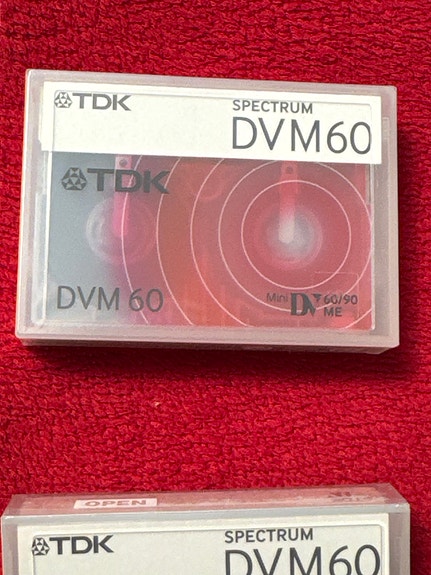 TDK
SPECTRUM
DVM60
TDK
DVM 60
Mini DV 60/90
ME
OPEN
TDK
SPECTRUM
DVM60